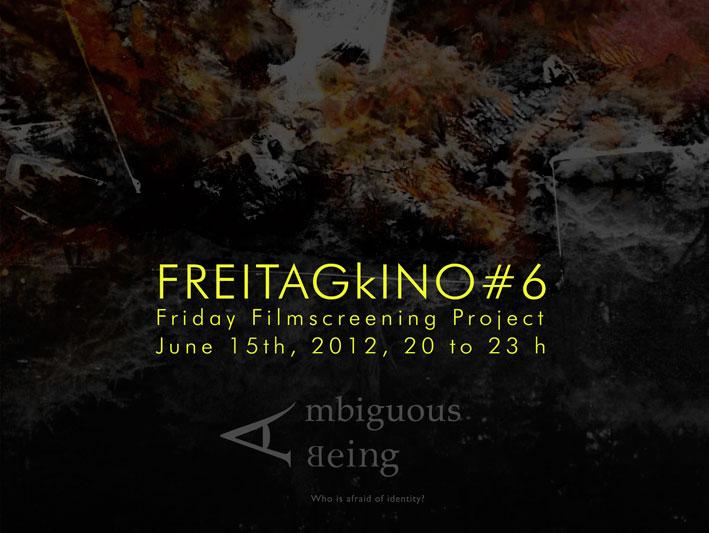 FREITAGkINO#6
Friday Filmscreening Project
June 15th, 2012, 20 to 23 h
Ambiguous
Being
Who is afraid of identity?